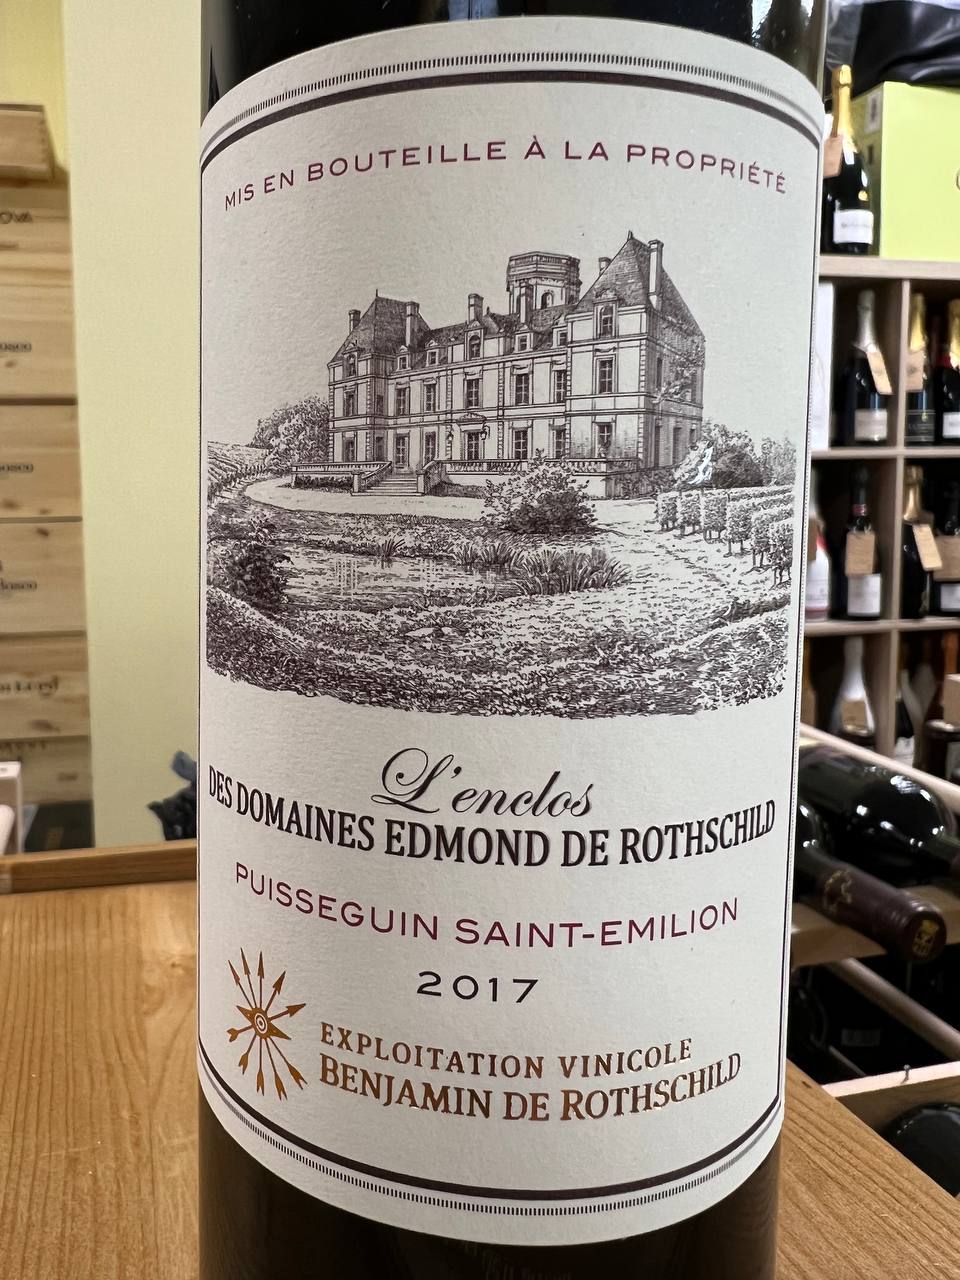 MIS EN BOUTEILLE À LA PROPRIÉTÉ
L'enclos
DES DOMAINES EDMOND DE ROTHSCHILD
PUISSEGUIN SAINT-EMILION
2017
EXPLOITATION VINICOLE
BENJAMIN DE ROTHSCHILD